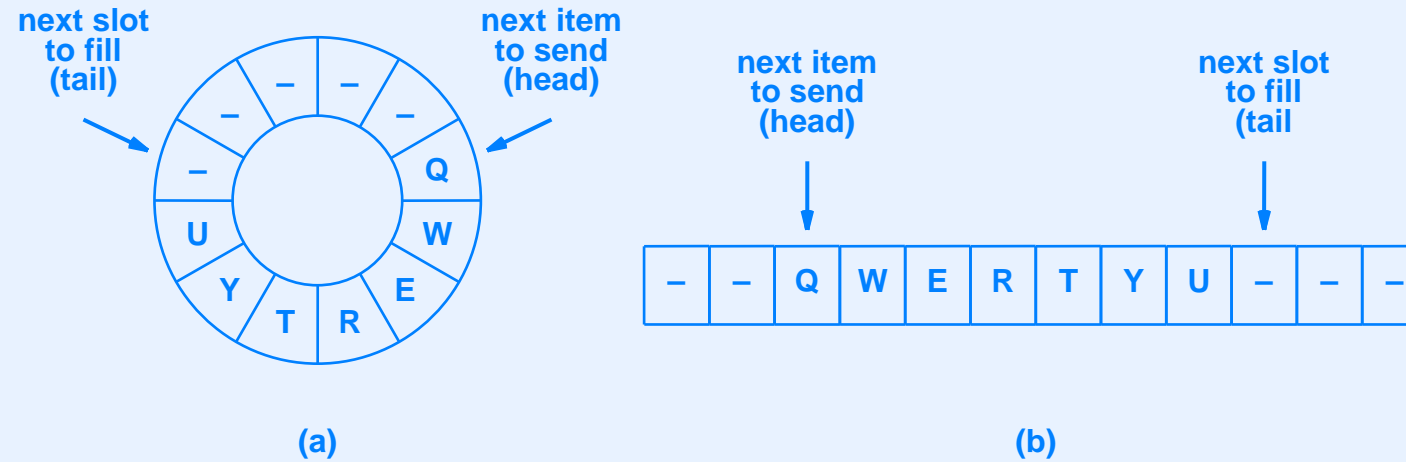 next slot
to fill
(tail)
next item
to send
(head)
– – – – – Q W E R T Y U
(a)
next item
to send
(head)
next slot
to fill
(tail
– – Q W E R T Y U – – –
(b)